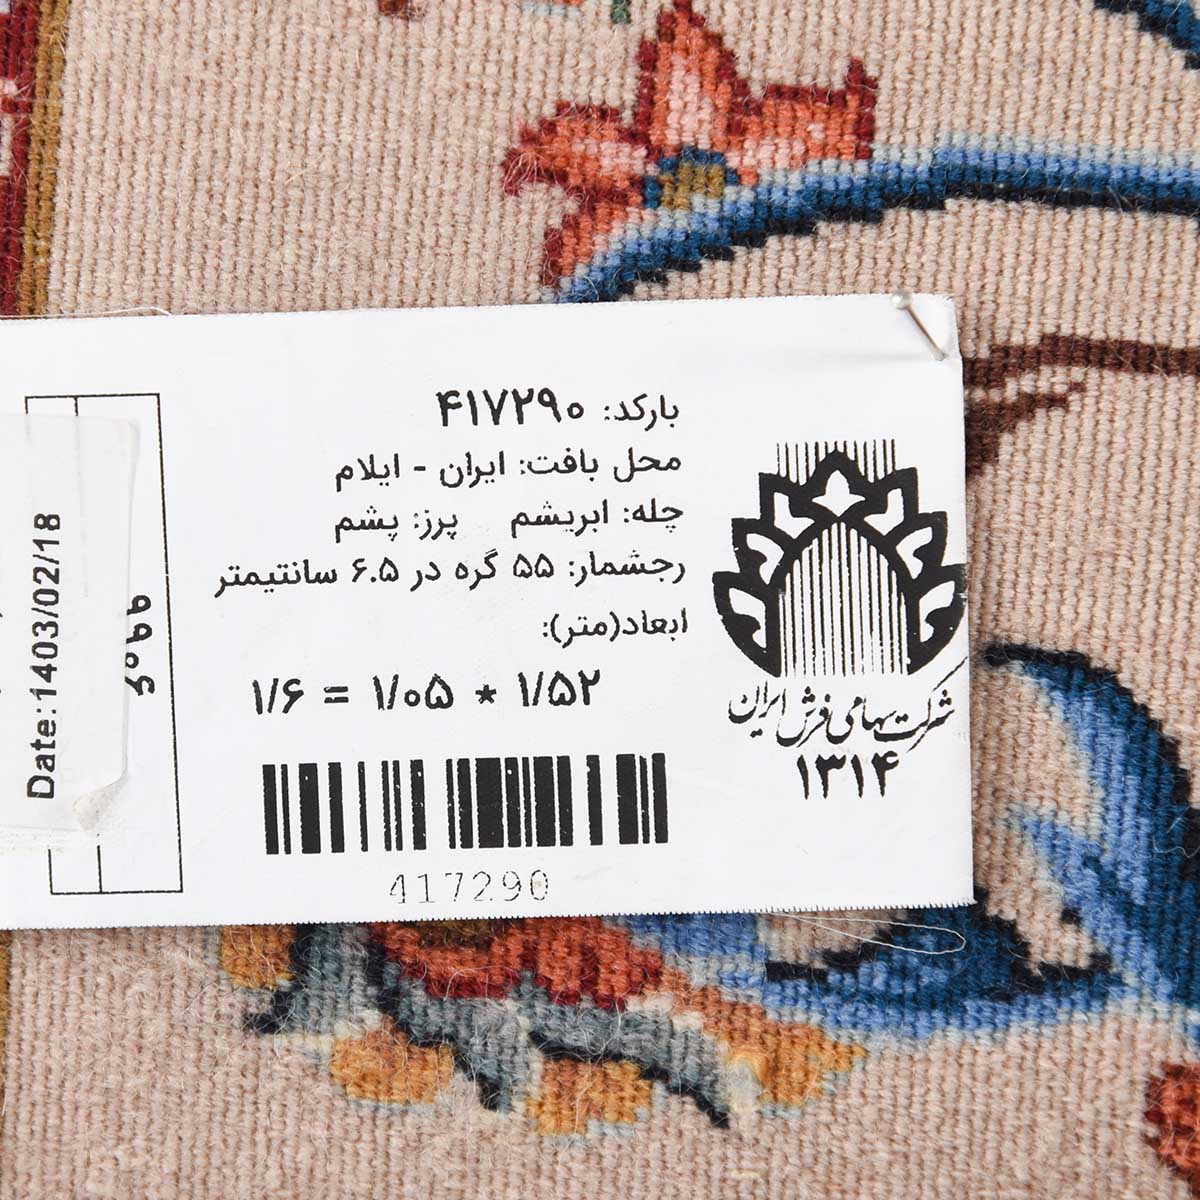 بارکد: ۴۱۷۲۹۰
محل بافت: ایران - ایلام
چله: ابریشم پرز: پشم
رجشمار: ۵۵ گره در ۶.۵ سانتیمتر
ابعاد(متر):
۱/۵۲ * ۱/۰۵ = ۱/۶
417290
شرکت سهامی فرش ایران
۱۳۱۴
Date:1403/02/18